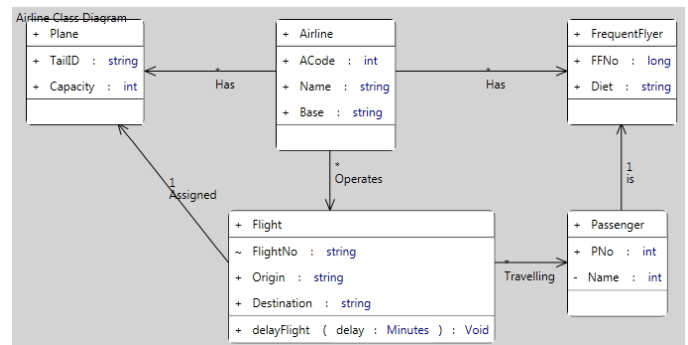 Airline Class Diagram
+ Plane
+ TailID : string
+ Capacity : int
+ Airline
+ ACode : int
+ Name : string
+ Base : string
+ FrequentFlyer
+ FFNo : long
+ Diet : string
*
Has
*
Has
*
Operates
1
Assigned
1
is
+ Flight
~ FlightNo : string
+ Origin : string
+ Destination : string
+ delayFlight ( delay : Minutes ) : Void
*
Travelling
+ Passenger
+ PNo : int
- Name : int